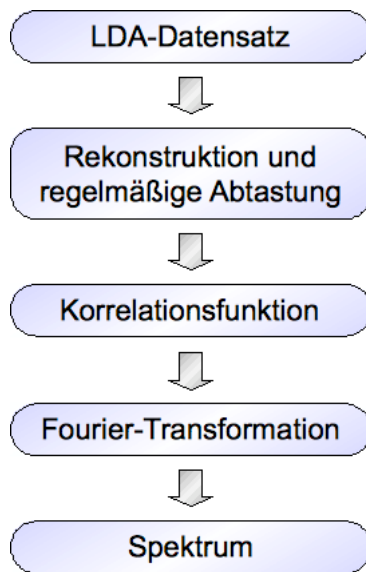 LDA-Datensatz
Rekonstruktion und
regelmäßige Abtastung
Korrelationsfunktion
Fourier-Transformation
Spektrum